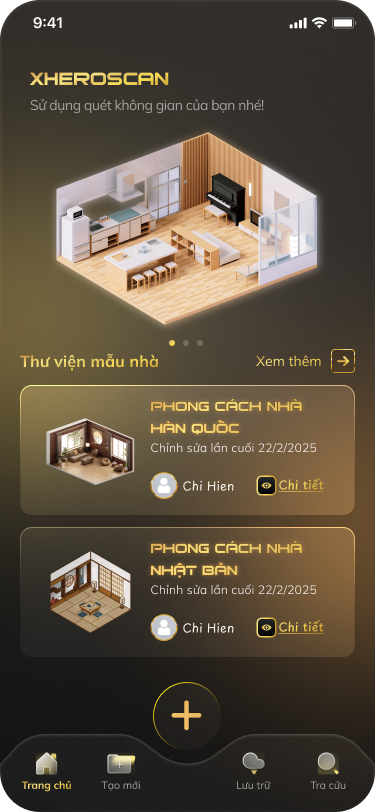 9:41
XHEROSCAN
Sử dụng quét không gian của bạn nhé!
Thư viện mẫu nhà
Xem thêm
PHONG CÁCH NHÀ
HÀN QUỐC
Chỉnh sửa lần cuối 22/2/2025
Chi Hien
Chi tiết
PHONG CÁCH NHÀ
NHẬT BẢN
Chỉnh sửa lần cuối 22/2/2025
Chi Hien
Chi tiết
Trang chủ
Tạo mới
Lưu trữ
Tra cứu